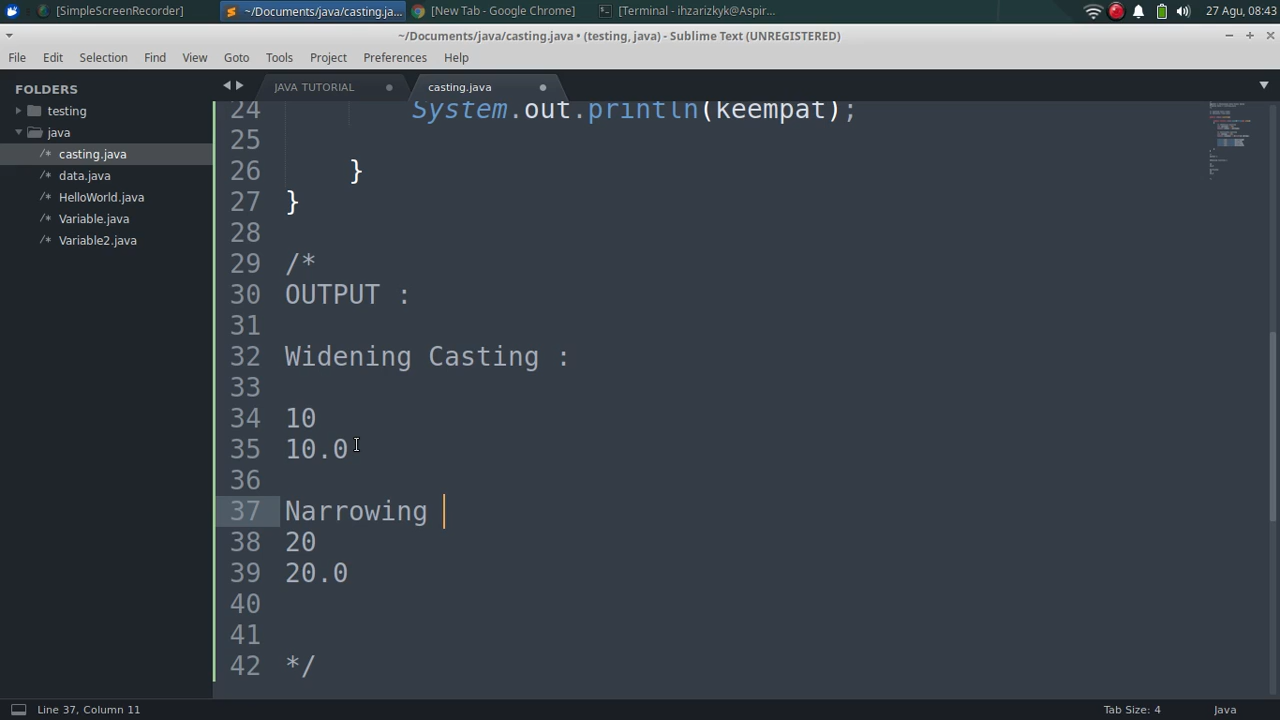 [SimpleScreenRecorder] ~/Documents/java/casting.ja... [New Tab - Google Chrome] [Terminal - ihzarizkyk@Aspir... 27 Agu, 08:43
~/Documents/java/casting.java • (testing, java) - Sublime Text (UNREGISTERED)
File Edit Selection Find View Goto Tools Project Preferences Help
FOLDERS
testing
java
/* casting.java
/* data.java
/* HelloWorld.java
/* Variable.java
/* Variable2.java
JAVA TUTORIAL casting.java
24 System.out.println(keempat);
25
26 }
27 }
28
29 /*
30 OUTPUT :
31
32 Widening Casting :
33
34 10
35 10.0
36
37 Narrowing
38 20
39 20.0
40
41
42 */
Line 37, Column 11 Tab Size: 4 Java